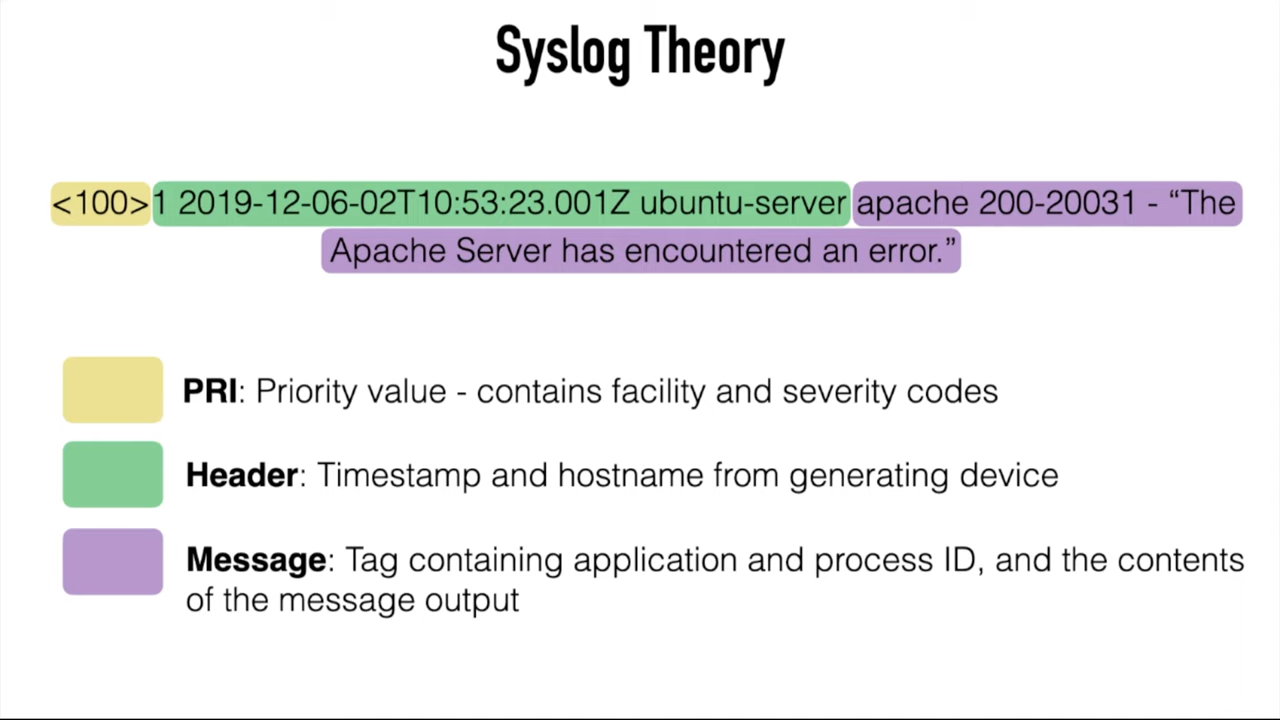 Syslog Theory
<100>1 2019-12-06-02T10:53:23.001Z ubuntu-server apache 200-20031 - “The
Apache Server has encountered an error.”
PRI: Priority value - contains facility and severity codes
Header: Timestamp and hostname from generating device
Message: Tag containing application and process ID, and the contents
of the message output